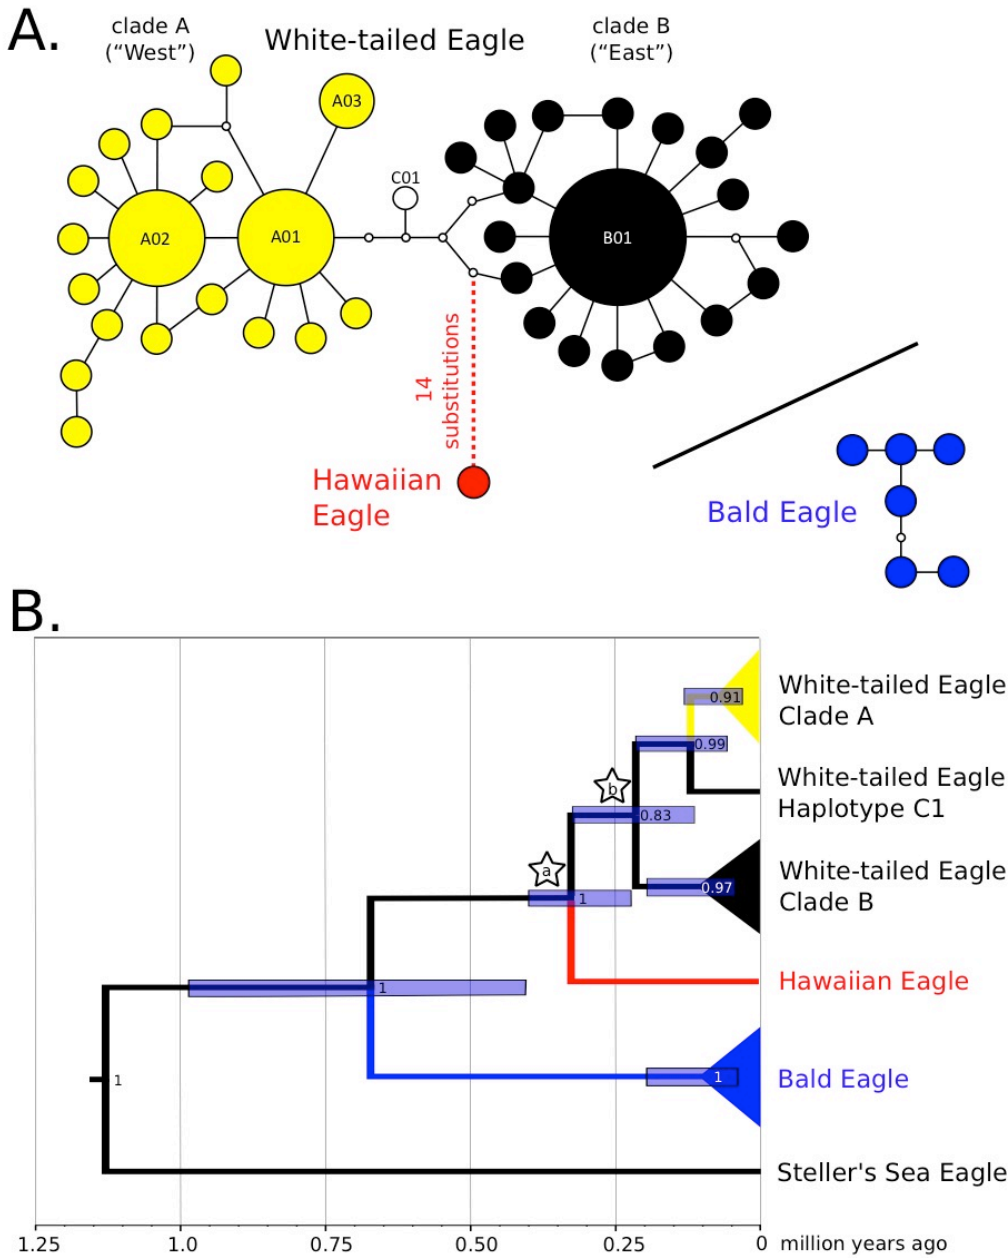 A.
clade A
("West")
White-tailed Eagle
clade B
("East")
A03
C01
A02
A01
B01
14
substitutions
Hawaiian
Eagle
Bald Eagle
B.
0.91
White-tailed Eagle
Clade A
0.99
White-tailed Eagle
Haplotype C1
b
0.83
White-tailed Eagle
Clade B
0.97
a
1
Hawaiian Eagle
1
1
Bald Eagle
1
Steller's Sea Eagle
1.25
1.0
0.75
0.50
0.25
0
million years ago